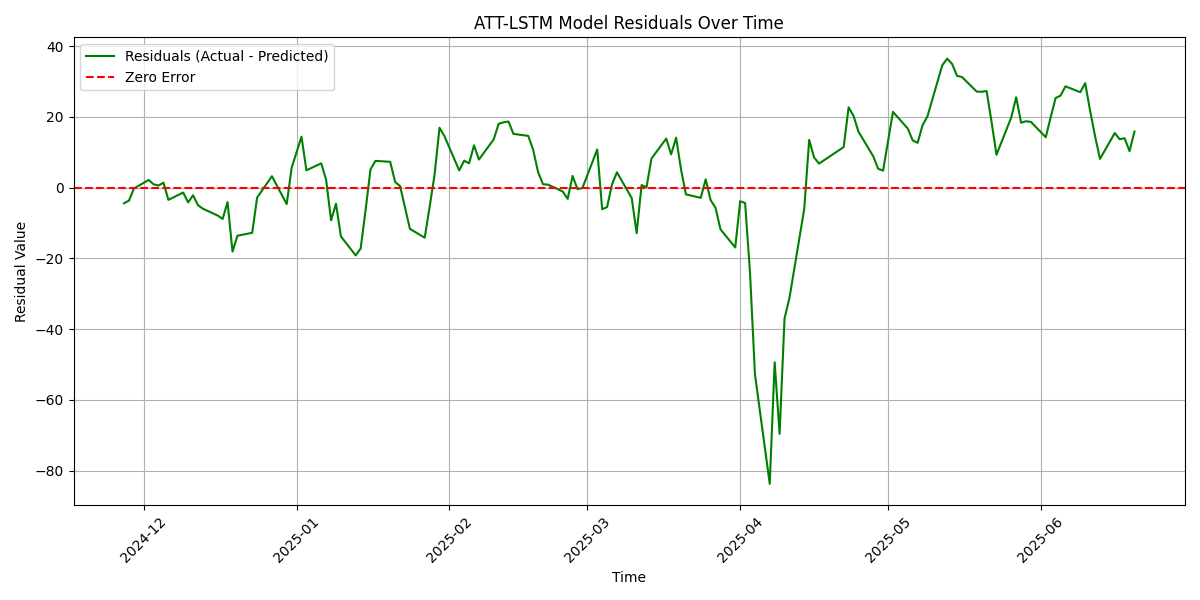 ATT-LSTM Model Residuals Over Time
Residuals (Actual - Predicted)
Zero Error
Residual Value
40
20
0
−20
−40
−60
−80
2024-12
2025-01
2025-02
2025-03
2025-04
2025-05
2025-06
Time